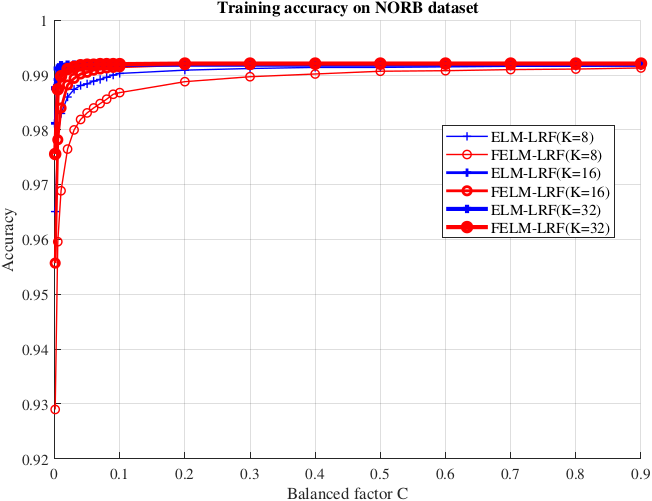 Training accuracy on NORB dataset
1
0.99
0.98
0.97
0.96
0.95
0.94
0.93
0.92
Accuracy
ELM-LRF(K=8)
FELM-LRF(K=8)
ELM-LRF(K=16)
FELM-LRF(K=16)
ELM-LRF(K=32)
FELM-LRF(K=32)
0 0.1 0.2 0.3 0.4 0.5 0.6 0.7 0.8 0.9
Balanced factor C